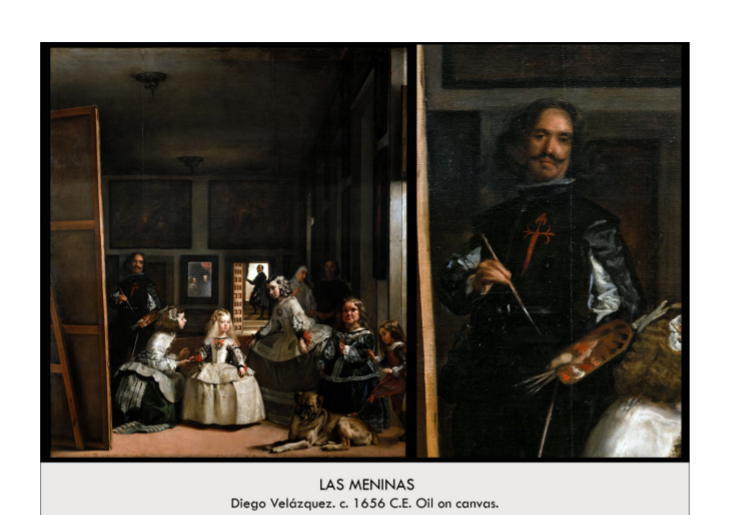 LAS MENINAS
Diego Velázquez. c. 1656 C.E. Oil on canvas.